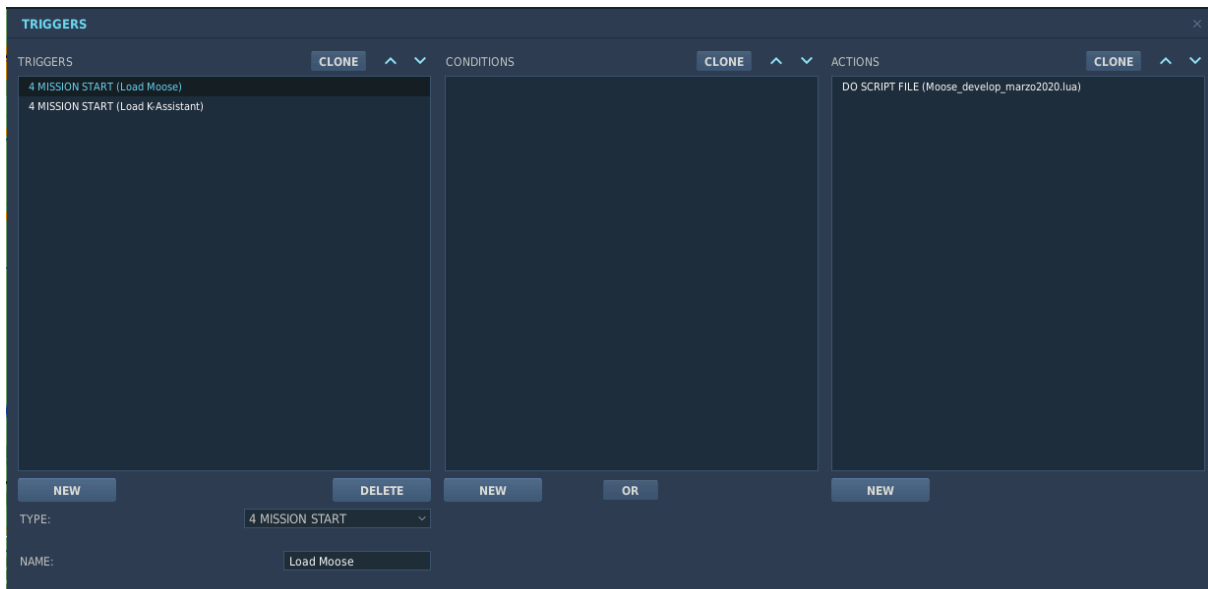 TRIGGERS
TRIGGERS CLONE CONDITIONS CLONE ACTIONS CLONE
4 MISSION START (Load Moose) DO SCRIPT FILE (Moose_develop_marzo2020.lua)
4 MISSION START (Load K-Assistant)
NEW DELETE NEW OR NEW
TYPE: 4 MISSION START
NAME: Load Moose